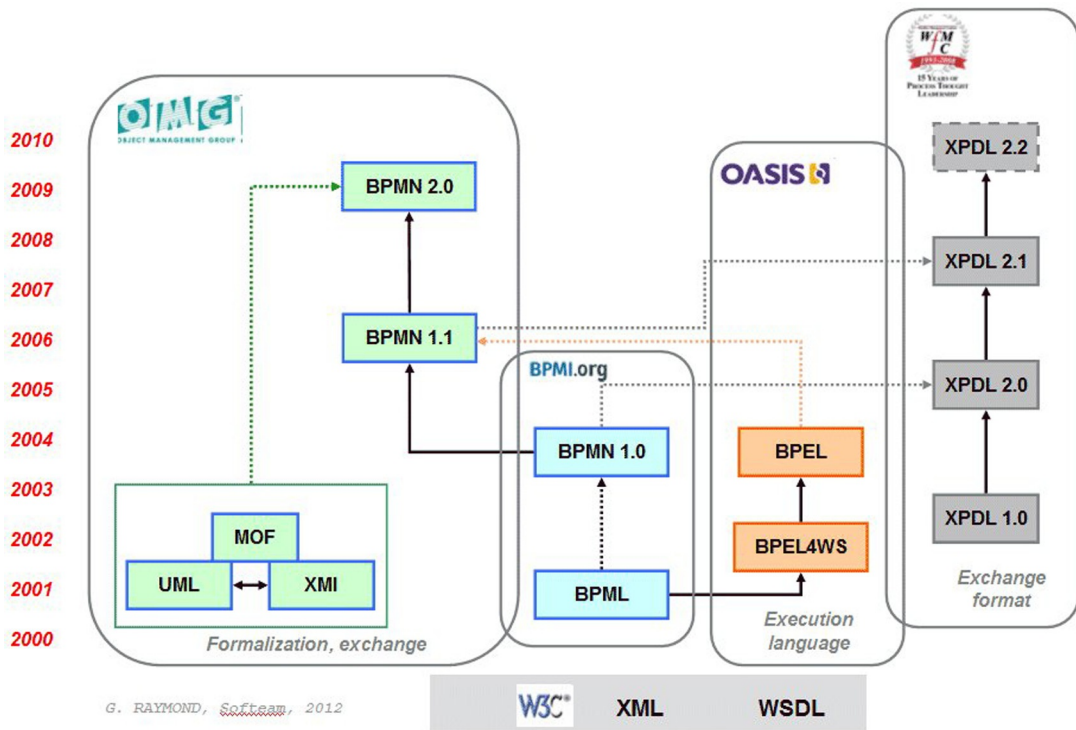 WfMC
1993-2008
15 YEARS OF
PROCESS THOUGHT
LEADERSHIP
OMG®
OBJECT MANAGEMENT GROUP
2010
XPDL 2.2
OASIS
2009
BPMN 2.0
2008
XPDL 2.1
2007
2006
BPMN 1.1
BPMI.org
2005
XPDL 2.0
2004
BPMN 1.0
BPEL
2003
XPDL 1.0
2002
MOF
BPEL4WS
2001
UML
XMI
BPML
Exchange
format
2000
Formalization, exchange
Execution
language
G. RAYMOND, Softeam, 2012
W3C®
XML
WSDL